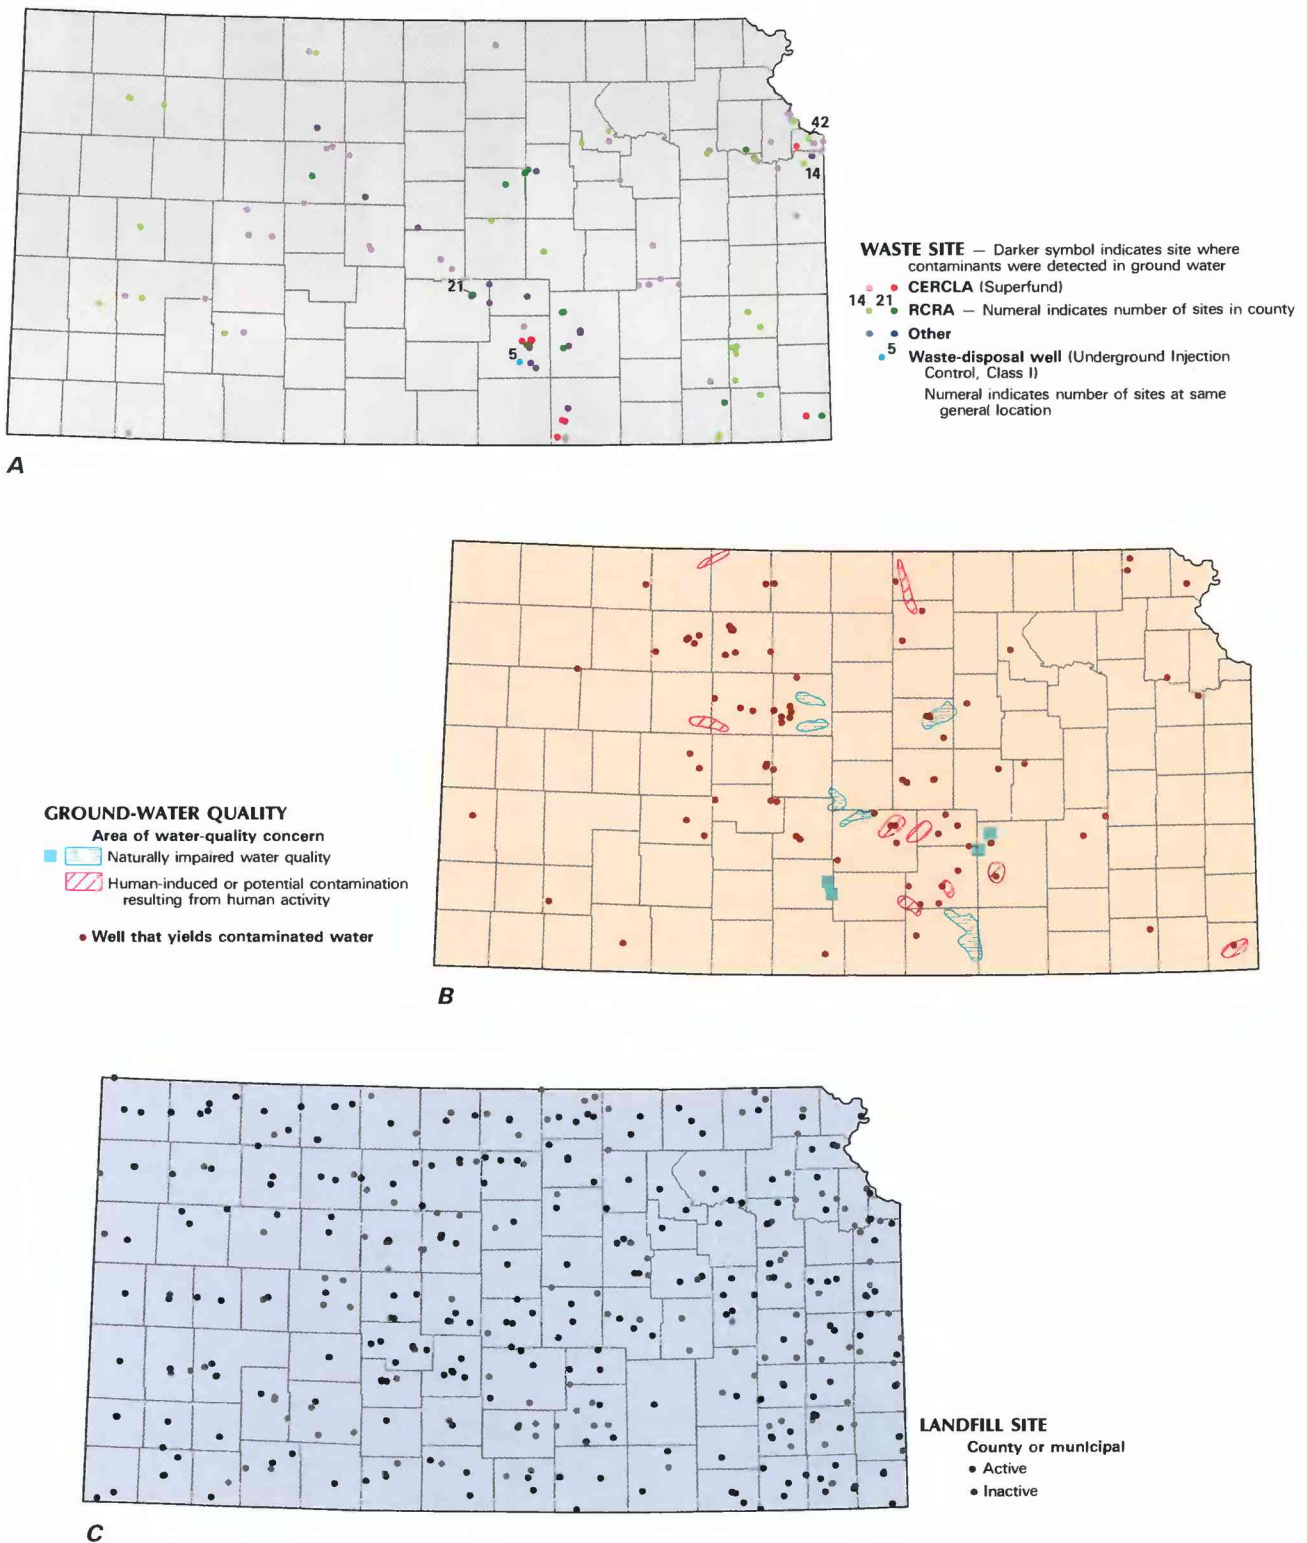 42
14
21
5
A
WASTE SITE — Darker symbol indicates site where
contaminants were detected in ground water
CERCLA (Superfund)
14 21
RCRA — Numeral indicates number of sites in county
Other
5
Waste-disposal well (Underground Injection
Control, Class I)
Numeral indicates number of sites at same
general location
B
GROUND-WATER QUALITY
Area of water-quality concern
Naturally impaired water quality
Human-induced or potential contamination
resulting from human activity
Well that yields contaminated water
C
LANDFILL SITE
County or municipal
Active
Inactive